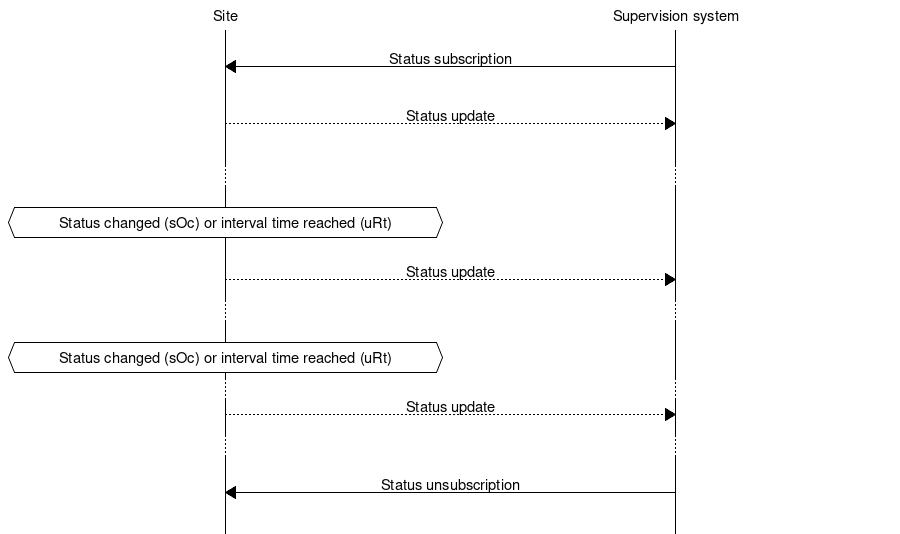 Site
Supervision system
Status subscription
Status update
Status changed (sOc) or interval time reached (uRt)
Status update
Status changed (sOc) or interval time reached (uRt)
Status update
Status unsubscription